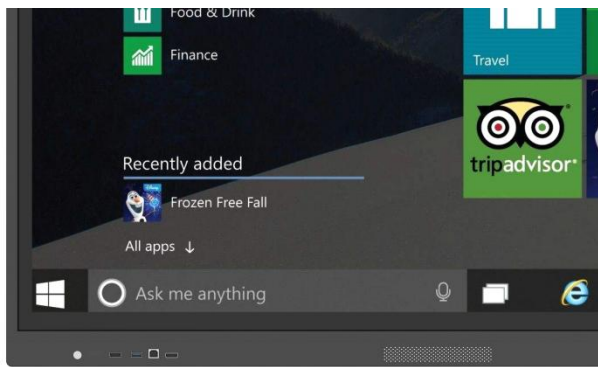 Food & Drink
Finance
Travel
tripadvisor®
Recently added
Frozen Free Fall
All apps ↓
Ask me anything